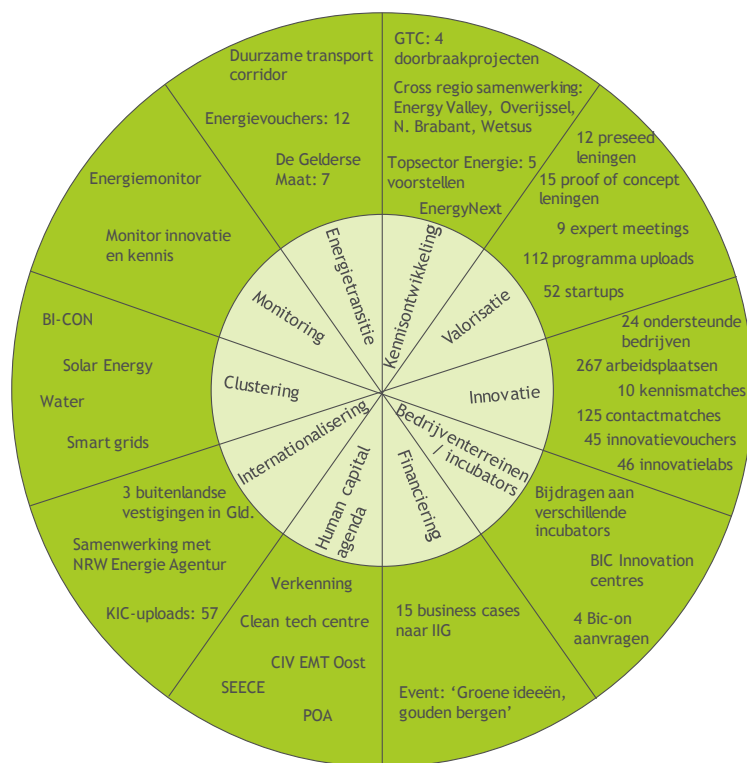 GTC: 4
doorbraakprojecten
Cross regio samenwerking:
Energy Valley, Overijssel,
N. Brabant, Wetsus
Topsector Energie: 5
voorstellen
EnergyNext
Kennisontwikkeling
12 preseed
leningen
15 proof of concept
leningen
9 expert meetings
112 programma uploads
52 startups
Valorisatie
24 ondersteunde
bedrijven
267 arbeidsplaatsen
10 kennismatches
125 contactmatches
45 innovatievouchers
46 innovatielabs
Innovatie
Bijdragen aan
verschillende
incubators
BIC Innovation
centres
4 Bic-on
aanvragen
Bedrijventerreinen
/ incubators
15 business cases
naar IIG
Event: ‘Groene ideeën,
gouden bergen’
Financiering
Verkenning
Clean tech centre
CIV EMT Oost
SEECE
POA
Human capital
agenda
3 buitenlandse
vestigingen in Gld.
Samenwerking met
NRW Energie Agentur
KIC-uploads: 57
Internationalisering
BI-CON
Solar Energy
Water
Smart grids
Clustering
Energiemonitor
Monitor innovatie
en kennis
Monitoring
Duurzame transport
corridor
Energievouchers: 12
De Gelderse
Maat: 7
Energietransitie